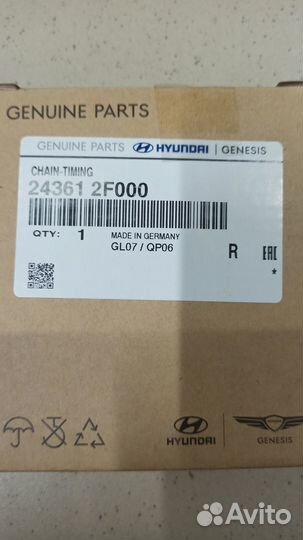 GENUINE PARTS
GENUINE PARTS HYUNDAI | GENESIS
CHAIN-TIMING
24361 2F000
QTY: 1 MADE IN GERMANY
GL07 / QP06
R EAC
*
HYUNDAI GENESIS
Avito